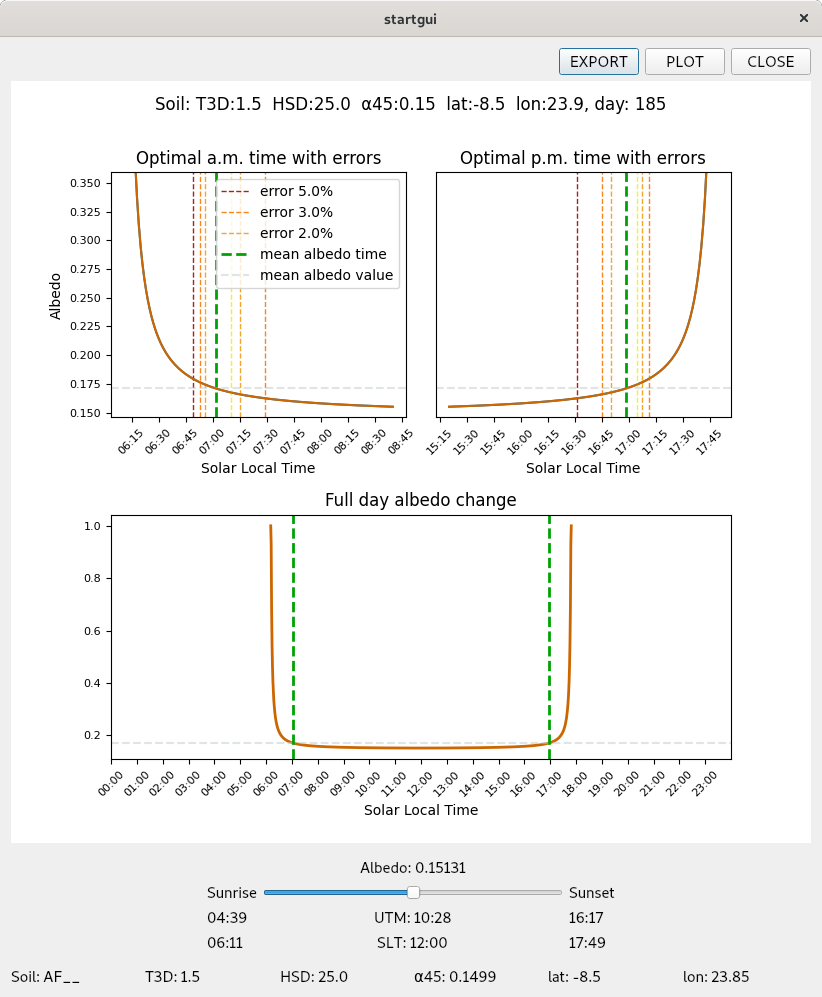 startgui ×
EXPORT PLOT CLOSE
Soil: T3D:1.5 HSD:25.0 α45:0.15 lat:-8.5 lon:23.9, day: 185
Optimal a.m. time with errors
Albedo
0.350
0.325
0.300
0.275
0.250
0.225
0.200
0.175
0.150
error 5.0%
error 3.0%
error 2.0%
mean albedo time
mean albedo value
06:15 06:30 06:45 07:00 07:15 07:30 07:45 08:00 08:15 08:30 08:45
Solar Local Time
Optimal p.m. time with errors
15:15 15:30 15:45 16:00 16:15 16:30 16:45 17:00 17:15 17:30 17:45
Solar Local Time
Full day albedo change
1.0
0.8
0.6
0.4
0.2
00:00 01:00 02:00 03:00 04:00 05:00 06:00 07:00 08:00 09:00 10:00 11:00 12:00 13:00 14:00 15:00 16:00 17:00 18:00 19:00 20:00 21:00 22:00 23:00
Solar Local Time
Albedo: 0.15131
Sunrise Sunset
04:39 UTM: 10:28 16:17
06:11 SLT: 12:00 17:49
Soil: AF__ T3D: 1.5 HSD: 25.0 α45: 0.1499 lat: -8.5 lon: 23.85